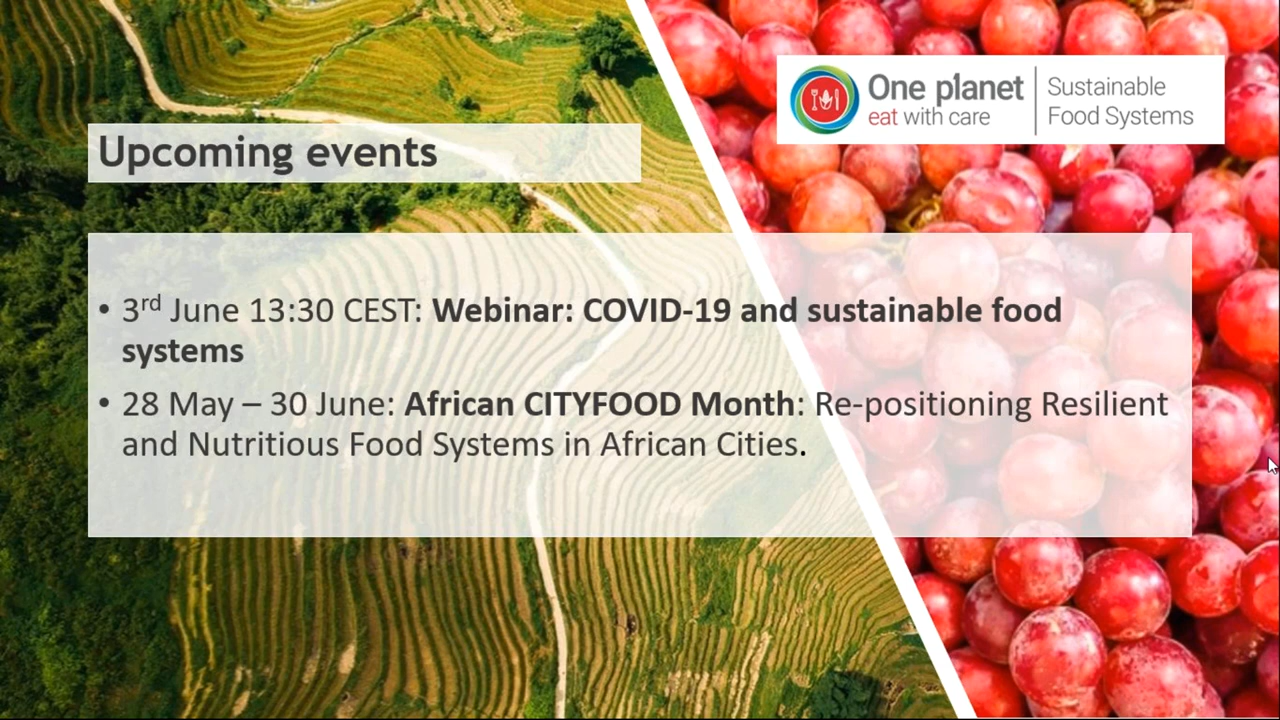 One planet
eat with care
Sustainable
Food Systems
Upcoming events
• 3rd June 13:30 CEST: Webinar: COVID-19 and sustainable food
systems
• 28 May – 30 June: African CITYFOOD Month: Re-positioning Resilient
and Nutritious Food Systems in African Cities.